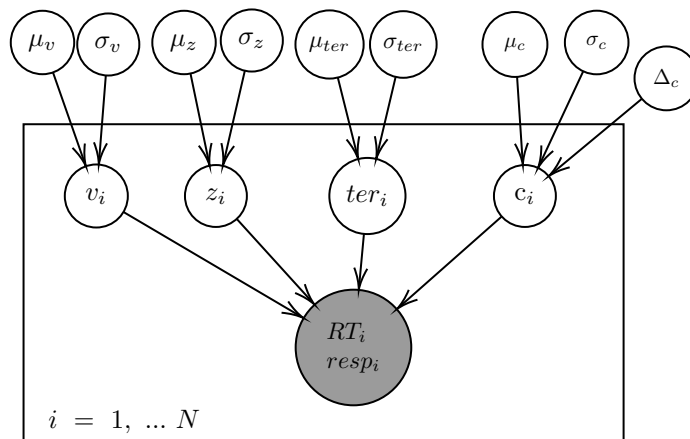 μ_v σ_v μ_z σ_z μ_ter σ_ter μ_c σ_c
Δ_c
v_i z_i ter_i c_i
RT_i
resp_i
i = 1, ... N